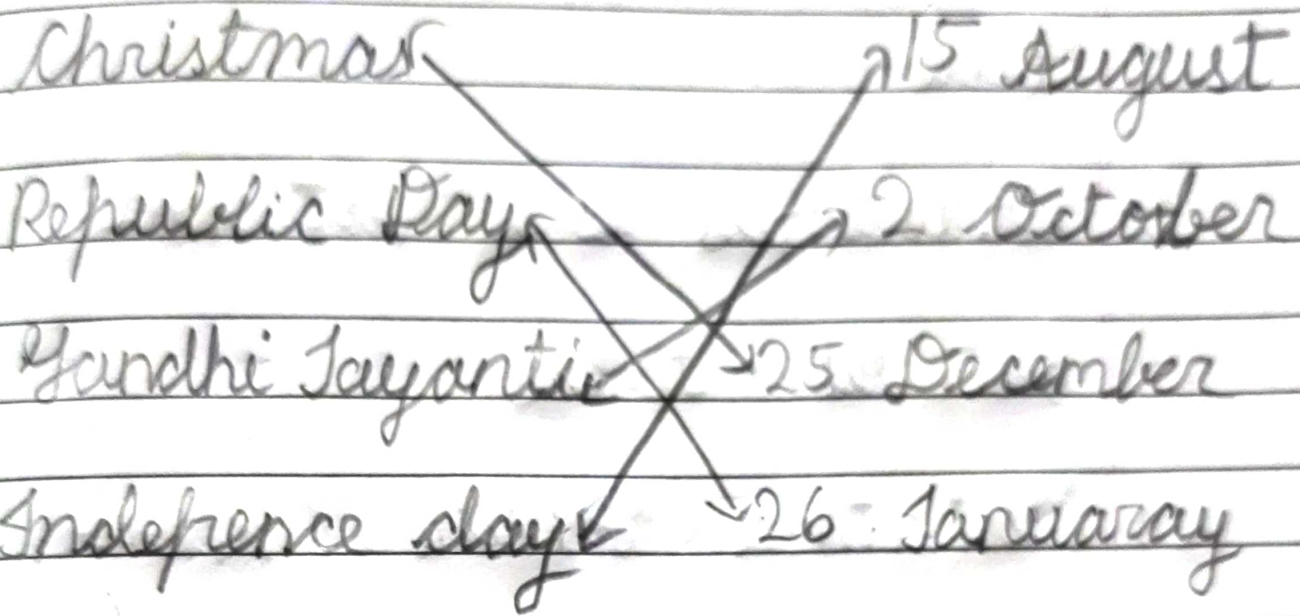 Christmas 15 August
Republic Day 2 October
Gandhi Jayanti 25 December
Indepence day 26 Januaray